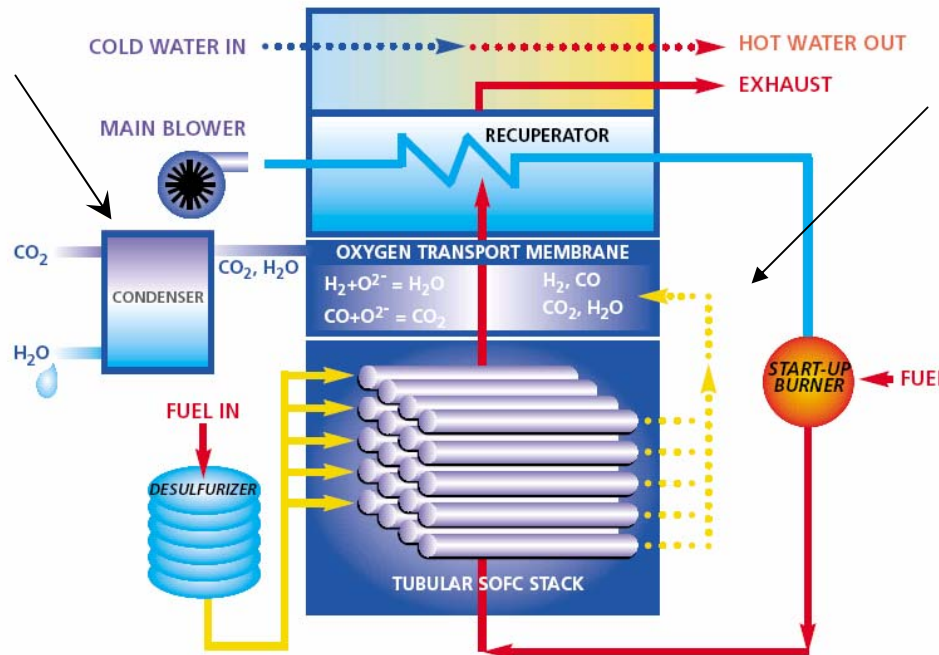 COLD WATER IN
HOT WATER OUT
EXHAUST
MAIN BLOWER
RECUPERATOR
OXYGEN TRANSPORT MEMBRANE
CO₂
CO₂, H₂O
CONDENSER
H₂+O²⁻ = H₂O
H₂, CO
CO+O²⁻ = CO₂
CO₂, H₂O
H₂O
START-UP
BURNER
FUEL
FUEL IN
DESULFURIZER
TUBULAR SOFC STACK